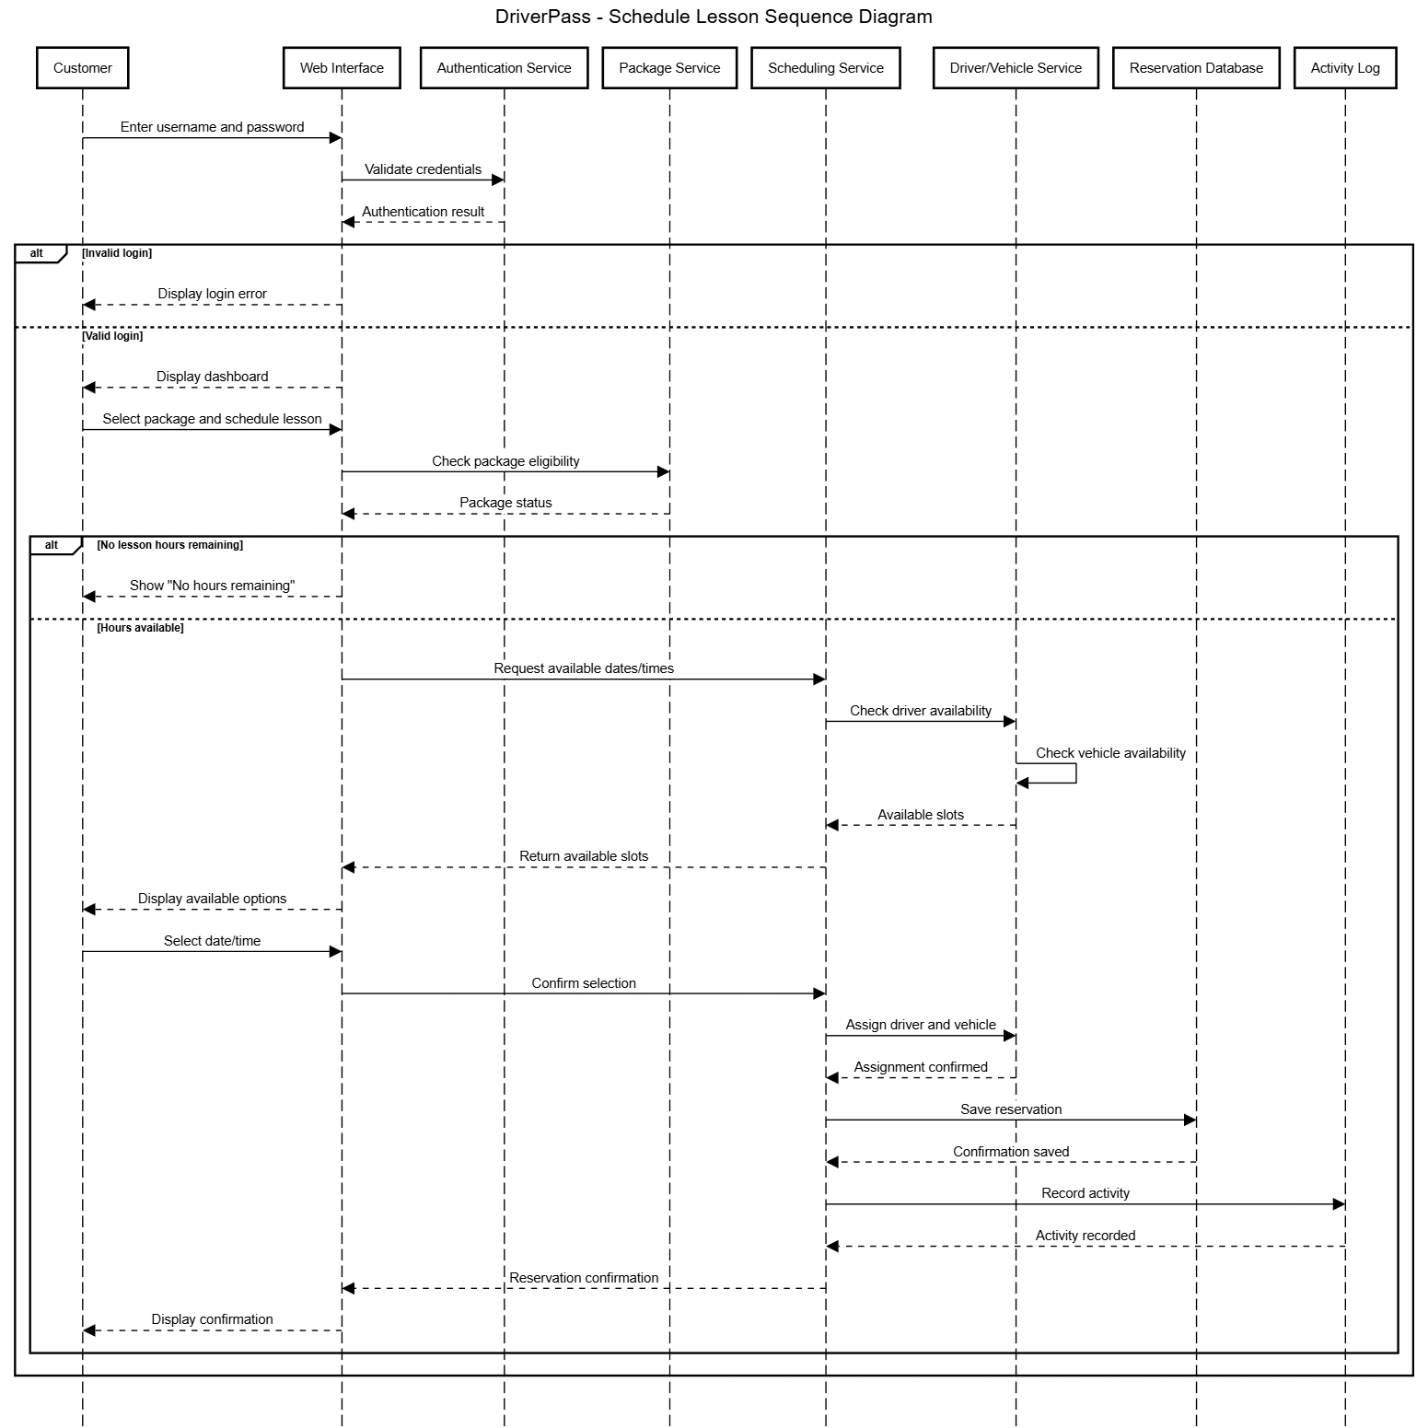 DriverPass - Schedule Lesson Sequence Diagram
Customer
Web Interface
Authentication Service
Package Service
Scheduling Service
Driver/Vehicle Service
Reservation Database
Activity Log
Enter username and password
Validate credentials
Authentication result
alt
[Invalid login]
Display login error
[Valid login]
Display dashboard
Select package and schedule lesson
Check package eligibility
Package status
alt
[No lesson hours remaining]
Show "No hours remaining"
[Hours available]
Request available dates/times
Check driver availability
Check vehicle availability
Available slots
Return available slots
Display available options
Select date/time
Confirm selection
Assign driver and vehicle
Assignment confirmed
Save reservation
Confirmation saved
Record activity
Activity recorded
Reservation confirmation
Display confirmation